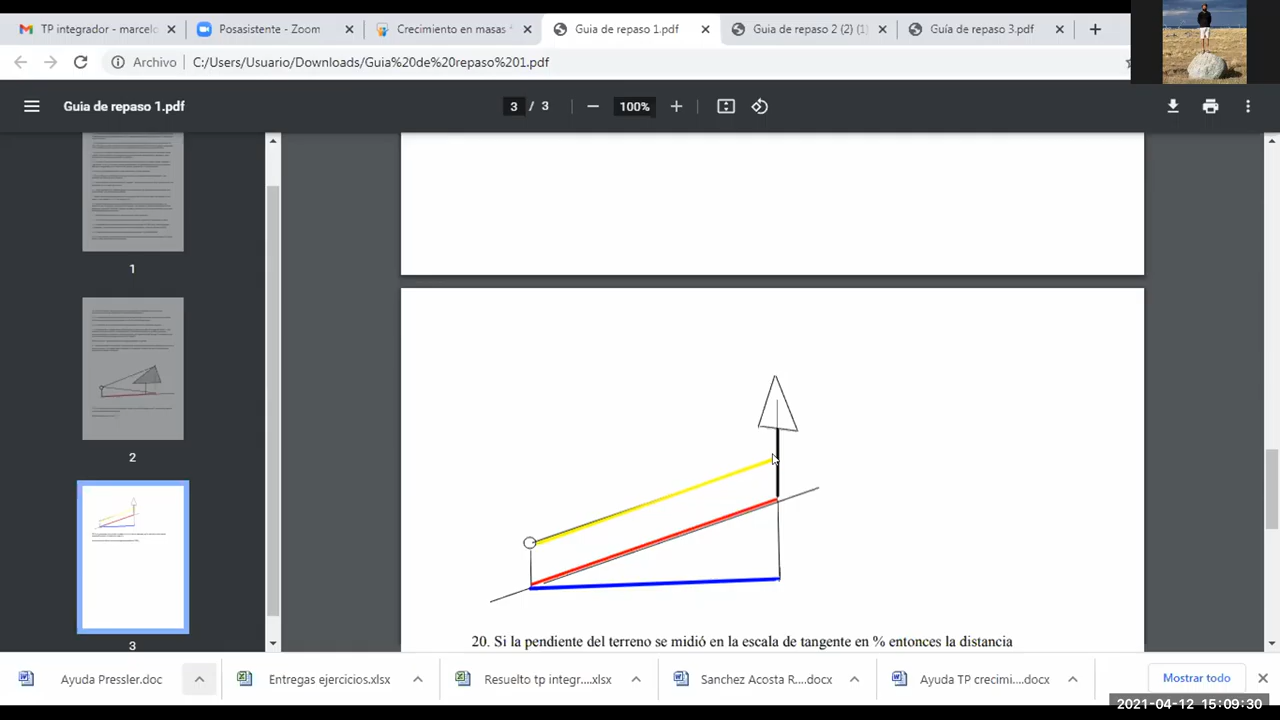 TP integrador - marcelo
Posasistente - Zoom
Crecimiento en masas
Guia de repaso 1.pdf
Guia de repaso 2 (2) (1)
Guía de repaso 3.pdf
Archivo
C:/Users/Usuario/Downloads/Guia%20de%20repaso%201.pdf
Guia de repaso 1.pdf
3 / 3
100%
1
2
3
20. Si la pendiente del terreno se midió en la escala de tangente en % entonces la distancia
Ayuda Pressler.doc
Entregas ejercicios.xlsx
Resuelto tp integr....xlsx
Sanchez Acosta R....docx
Ayuda TP crecimi....docx
Mostrar todo
2021-04-12 15:09:30